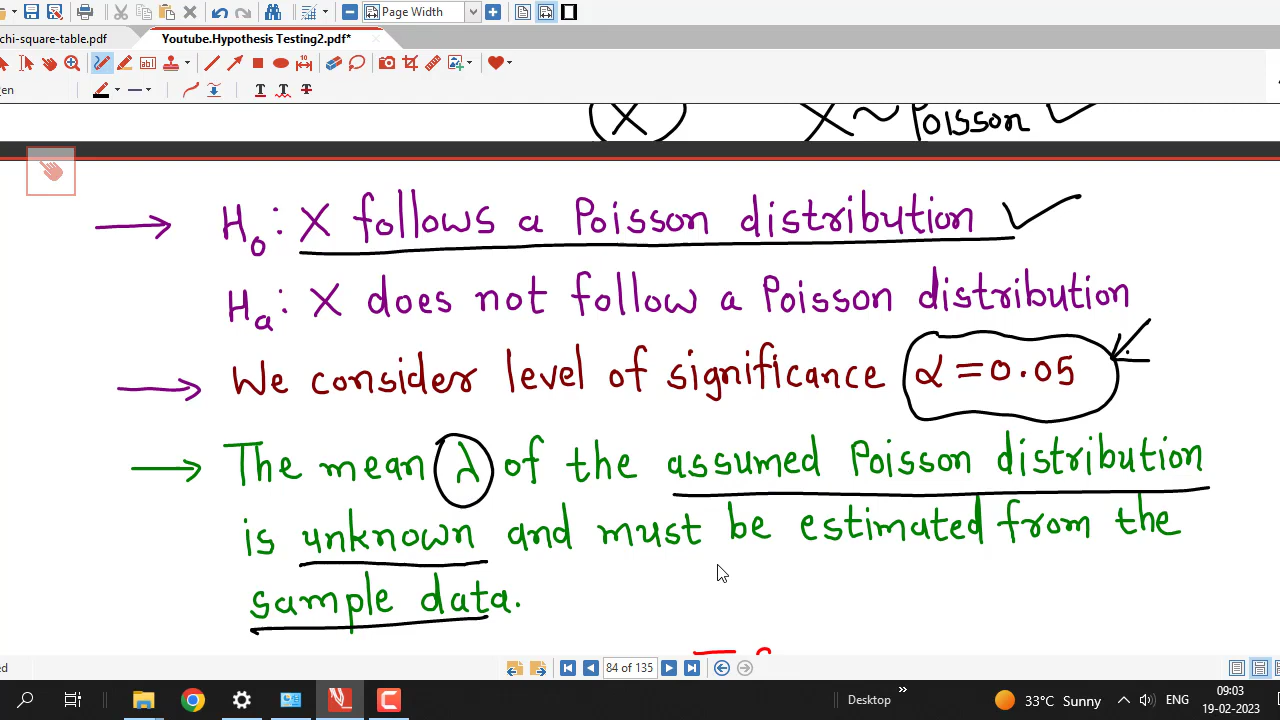 Page Width
chi-square-table.pdf
Youtube.Hypothesis Testing2.pdf*
en
X X ~ Poisson
H0: X follows a Poisson distribution
Ha: X does not follow a Poisson distribution
We consider level of significance α = 0.05
The mean λ of the assumed Poisson distribution
is unknown and must be estimated from the
sample data.
ed
84 of 135
Desktop
33°C Sunny
ENG
09:03
19-02-2023